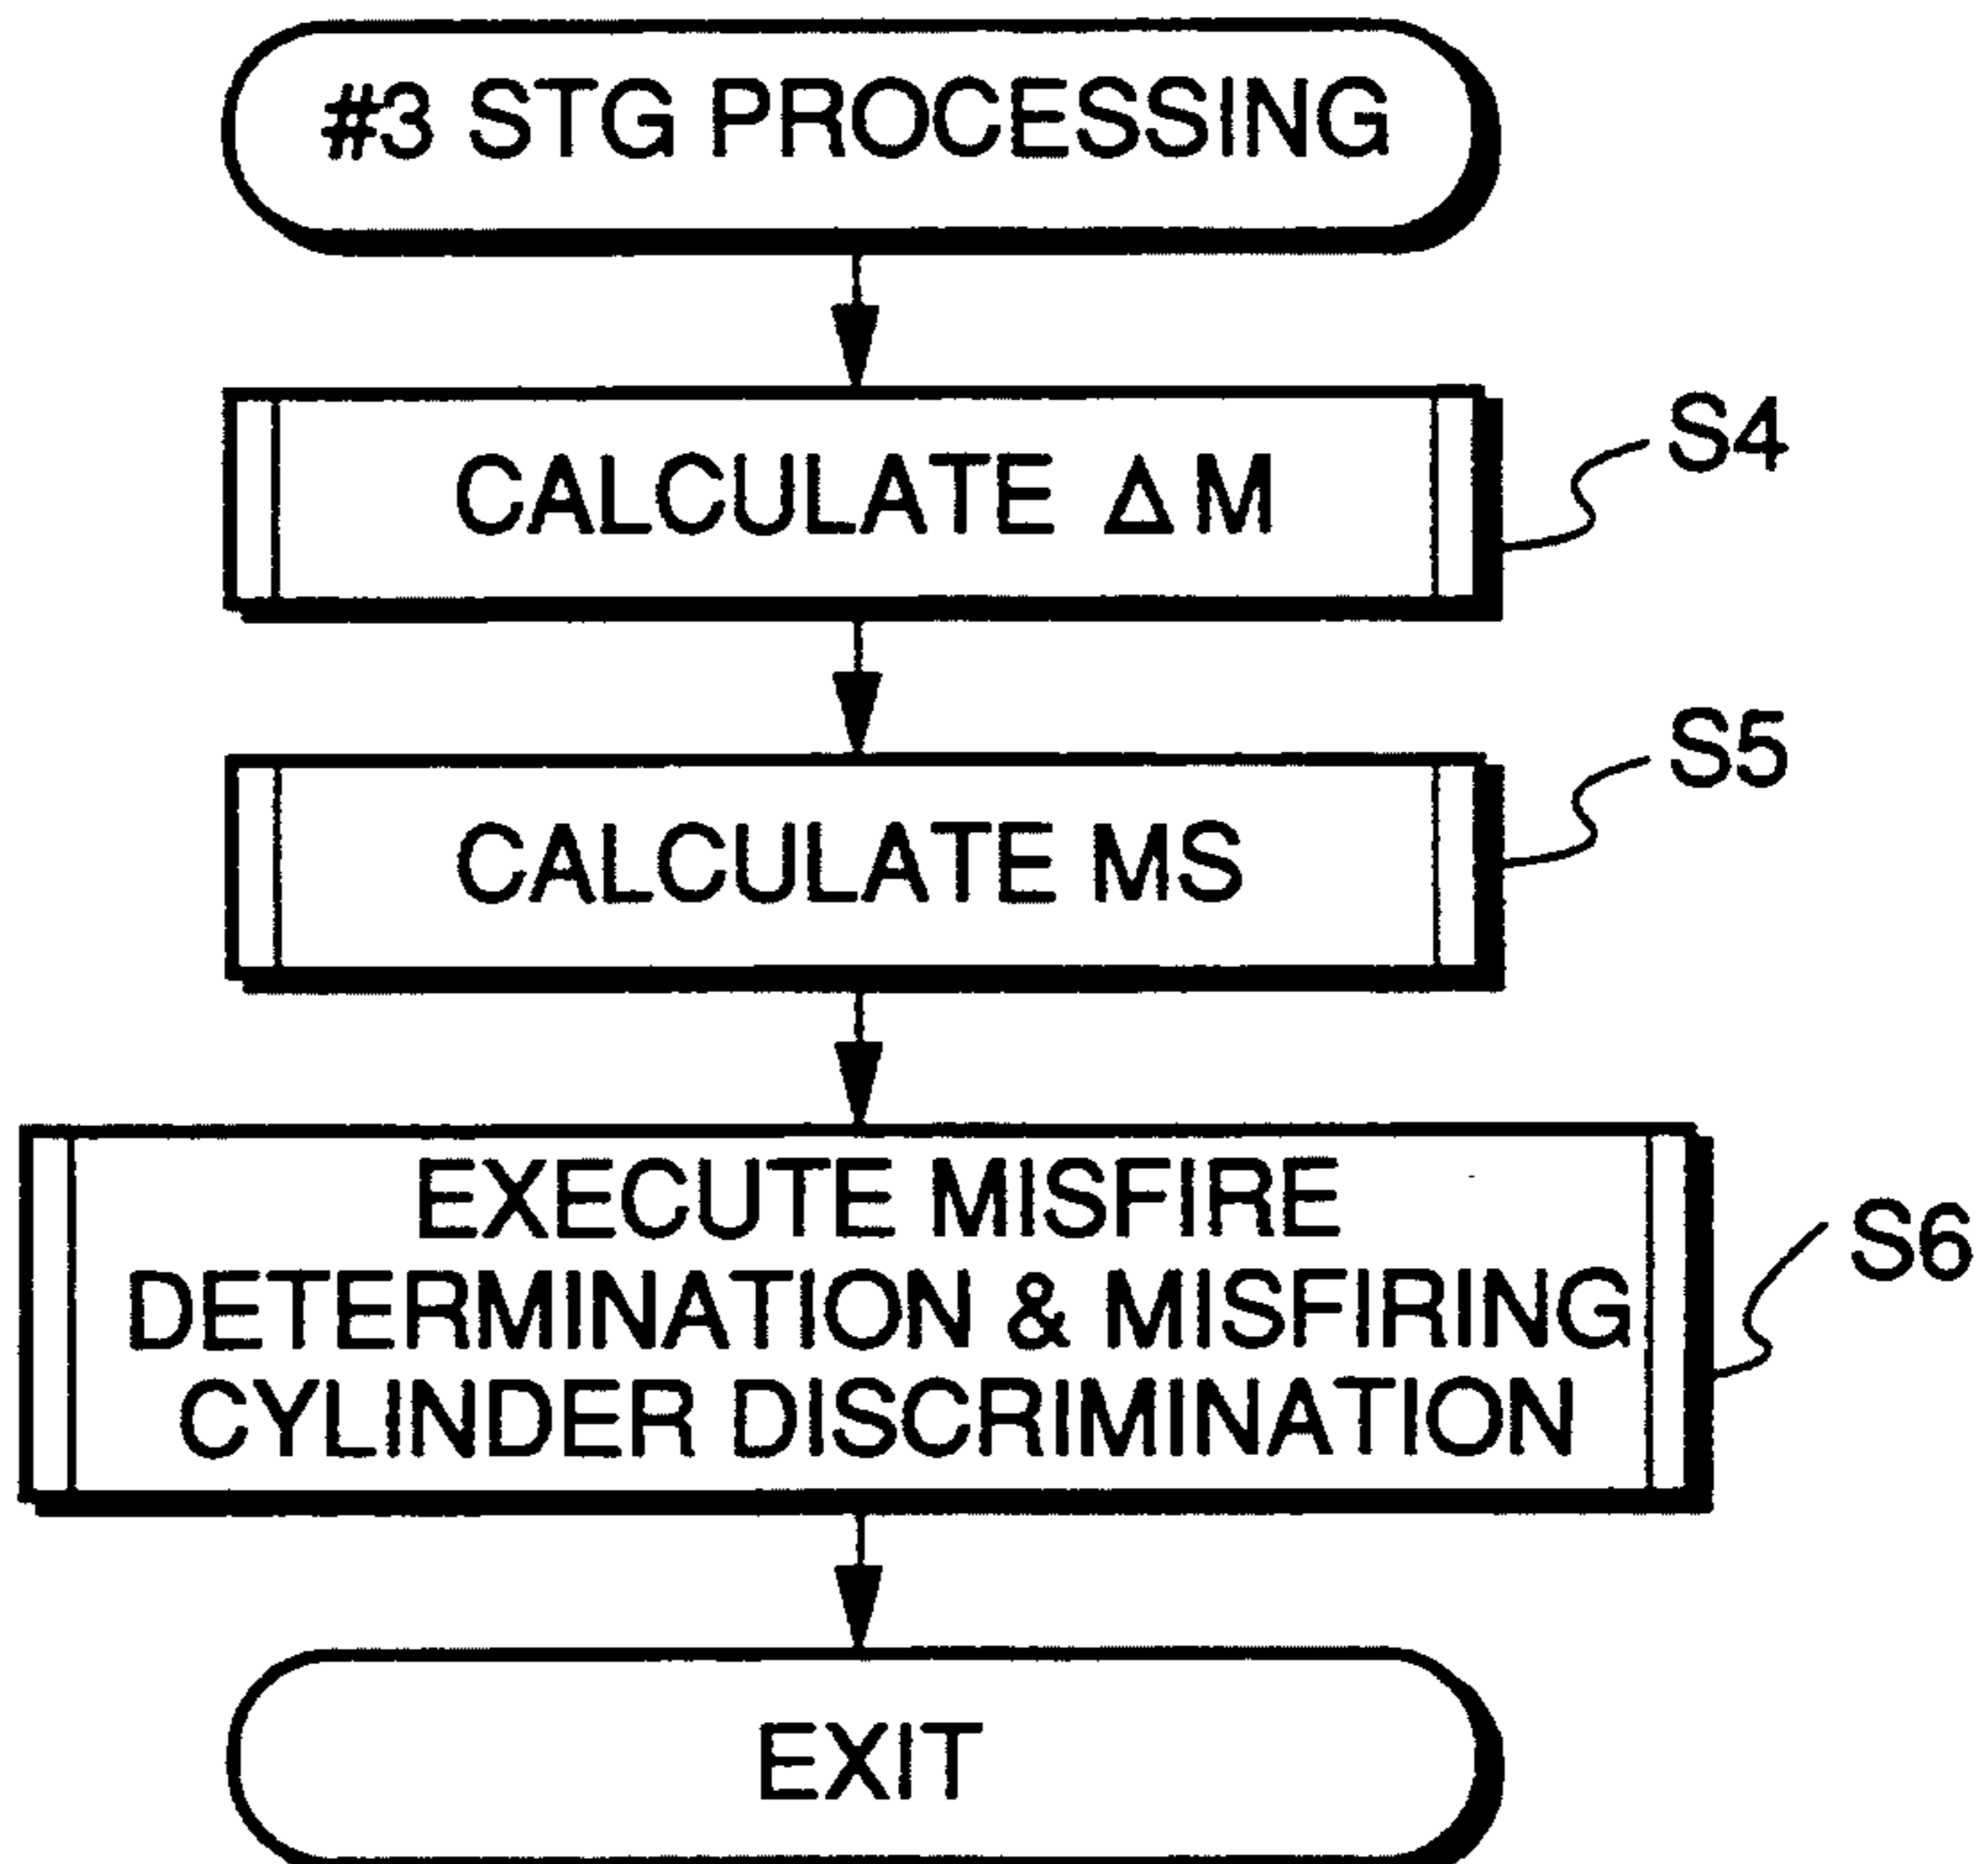 #3 STG PROCESSING
CALCULATE ΔM
S4
CALCULATE MS
S5
EXECUTE MISFIRE
DETERMINATION & MISFIRING
CYLINDER DISCRIMINATION
S6
EXIT